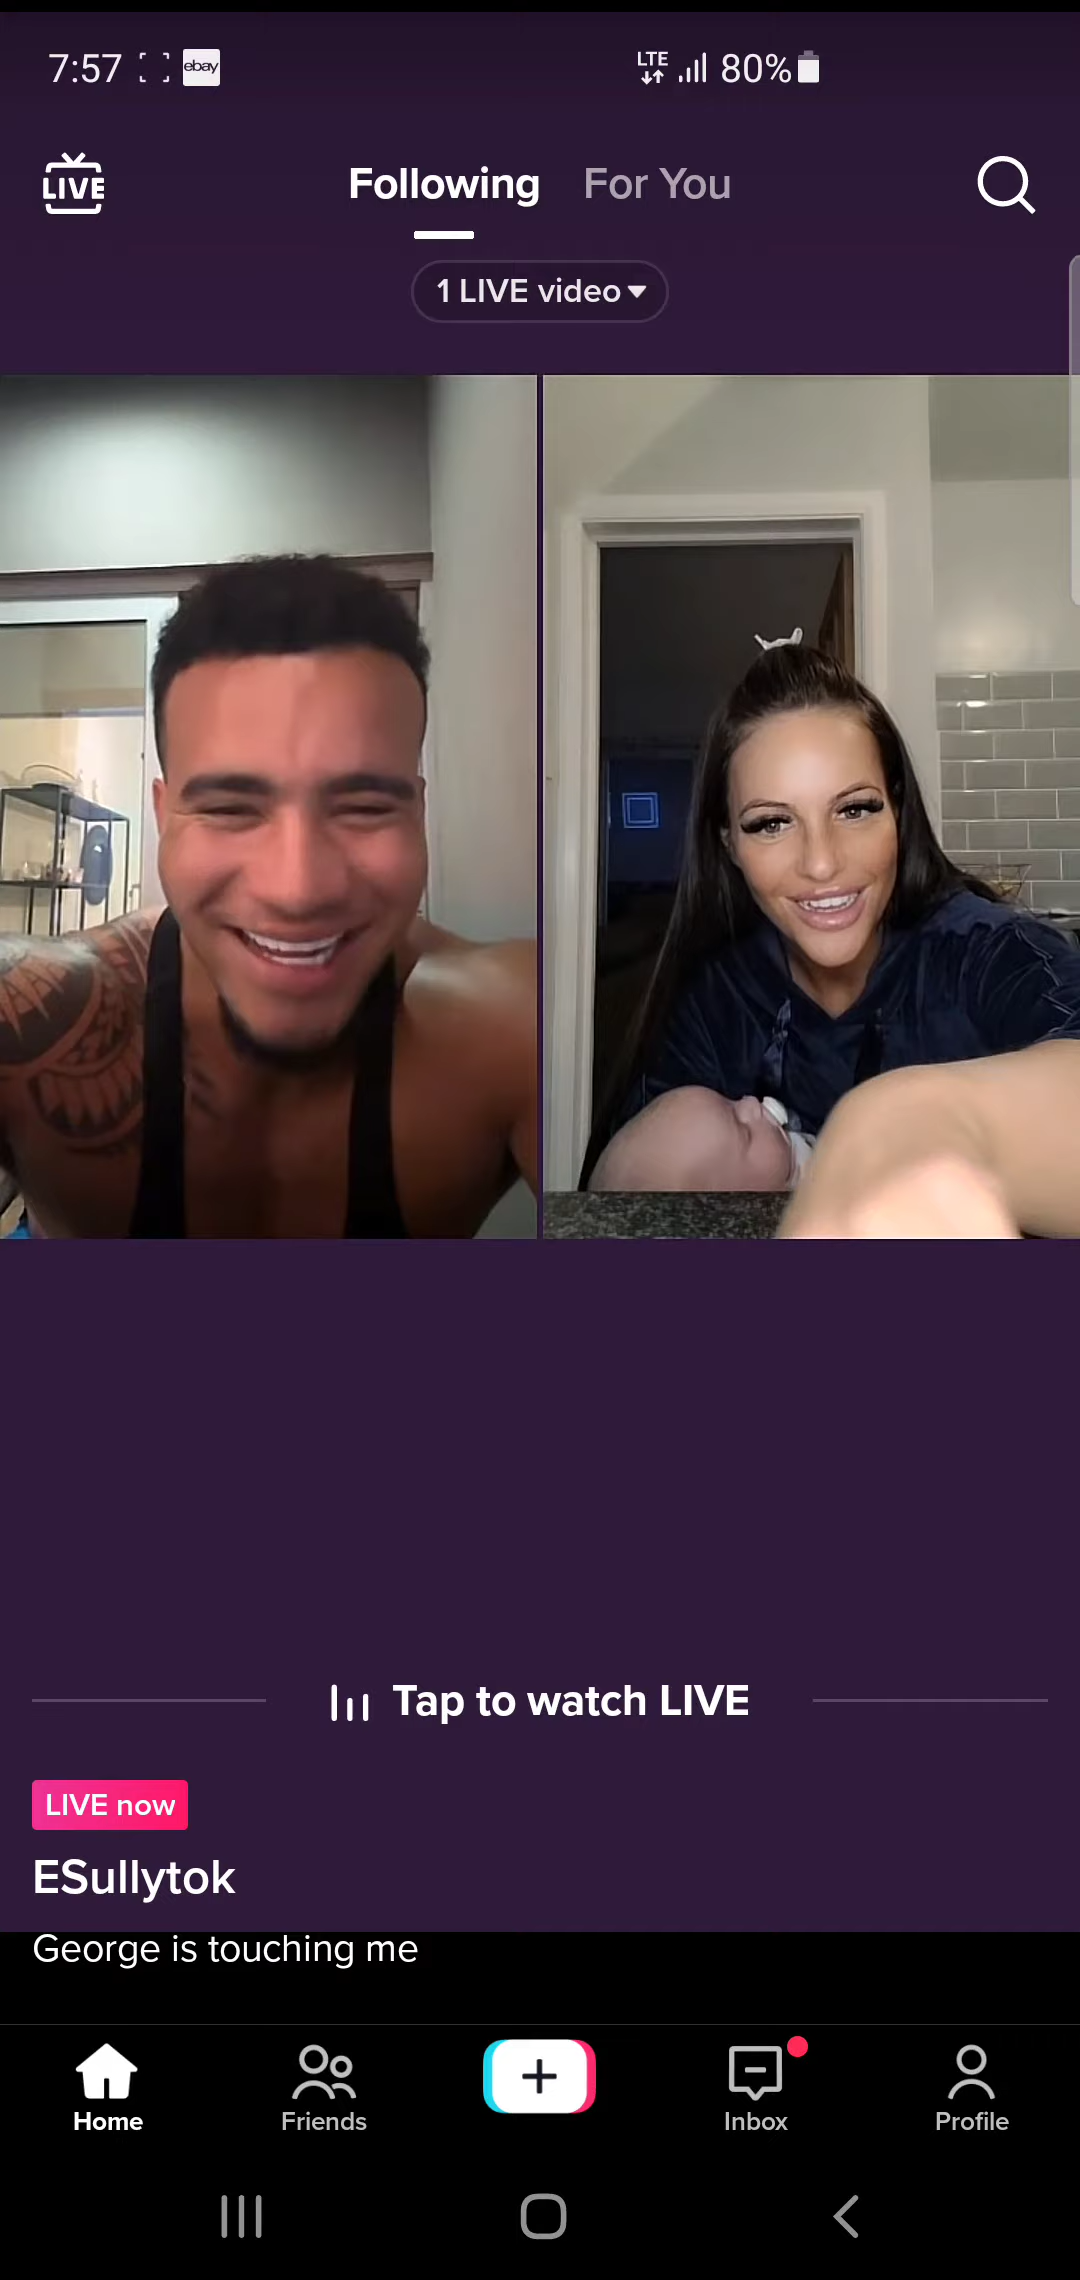 7:57 ebay LTE 80%
LIVE Following For You
1 LIVE video
Tap to watch LIVE
LIVE now
ESullytok
George is touching me
Home Friends Inbox Profile